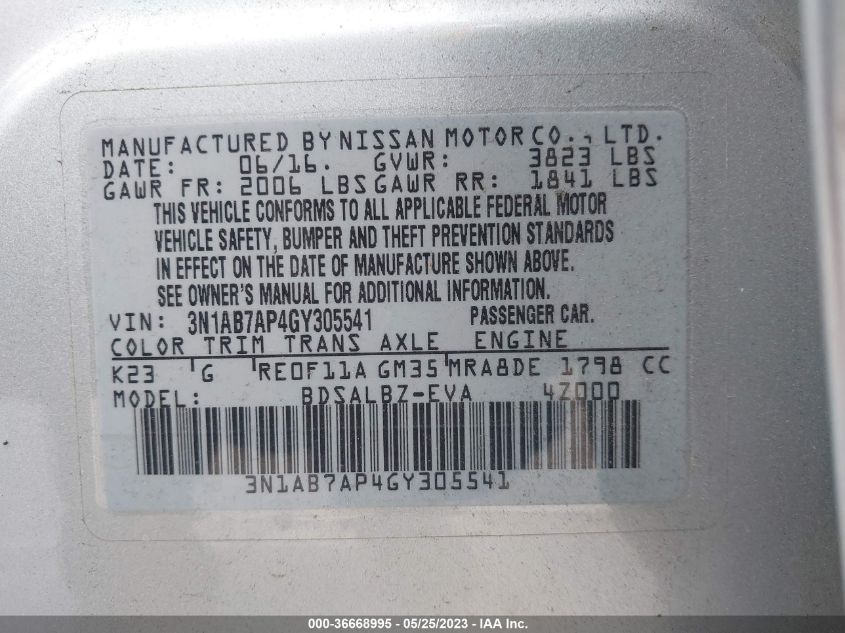 MANUFACTURED BY NISSAN MOTOR CO., LTD.
DATE: 06/16. GVWR: 3823 LBS
GAWR FR: 2006 LBS GAWR RR: 1841 LBS
THIS VEHICLE CONFORMS TO ALL APPLICABLE FEDERAL MOTOR
VEHICLE SAFETY, BUMPER AND THEFT PREVENTION STANDARDS
IN EFFECT ON THE DATE OF MANUFACTURE SHOWN ABOVE.
SEE OWNER'S MANUAL FOR ADDITIONAL INFORMATION.
VIN: 3N1AB7AP4GY305541 PASSENGER CAR.
COLOR TRIM TRANS AXLE ENGINE
K23 G RE0F11A GM35 MRA8DE 1798 CC
MODEL: BDSALBZ-EVA 4Z000
3N1AB7AP4GY305541
000-36668995 - 05/25/2023 - IAA Inc.